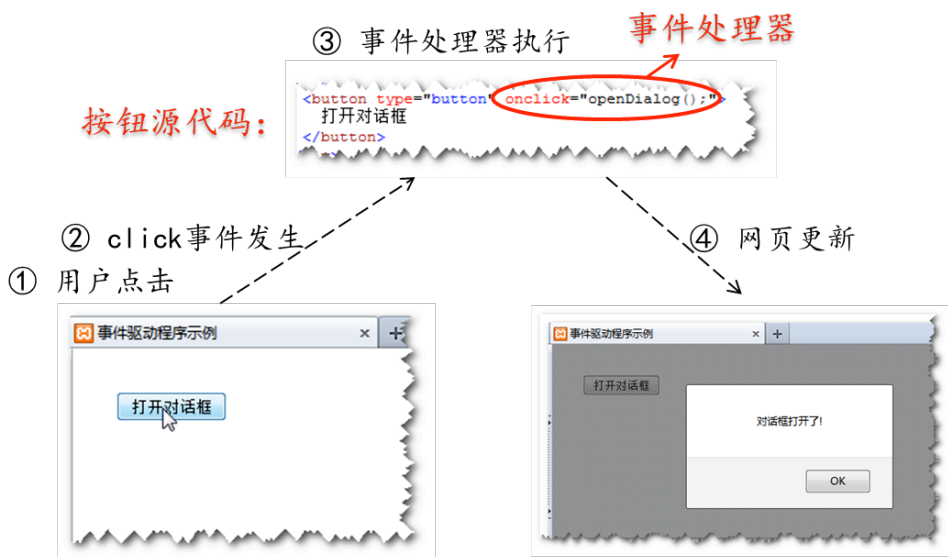 ③ 事件处理器执行
事件处理器
按钮源代码：
<button type="button" onclick="openDialog();">
打开对话框
</button>
② click事件发生
① 用户点击
④ 网页更新
事件驱动程序示例 × +
打开对话框
事件驱动程序示例 × +
打开对话框
对话框打开了!
OK